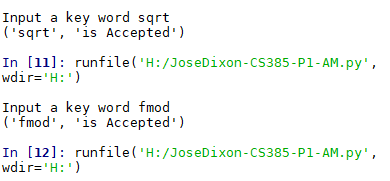 Input a key word sqrt
('sqrt', 'is Accepted')
In [11]: runfile('H:/JoseDixon-CS385-P1-AM.py',
wdir='H:')
Input a key word fmod
('fmod', 'is Accepted')
In [12]: runfile('H:/JoseDixon-CS385-P1-AM.py',
wdir='H:')